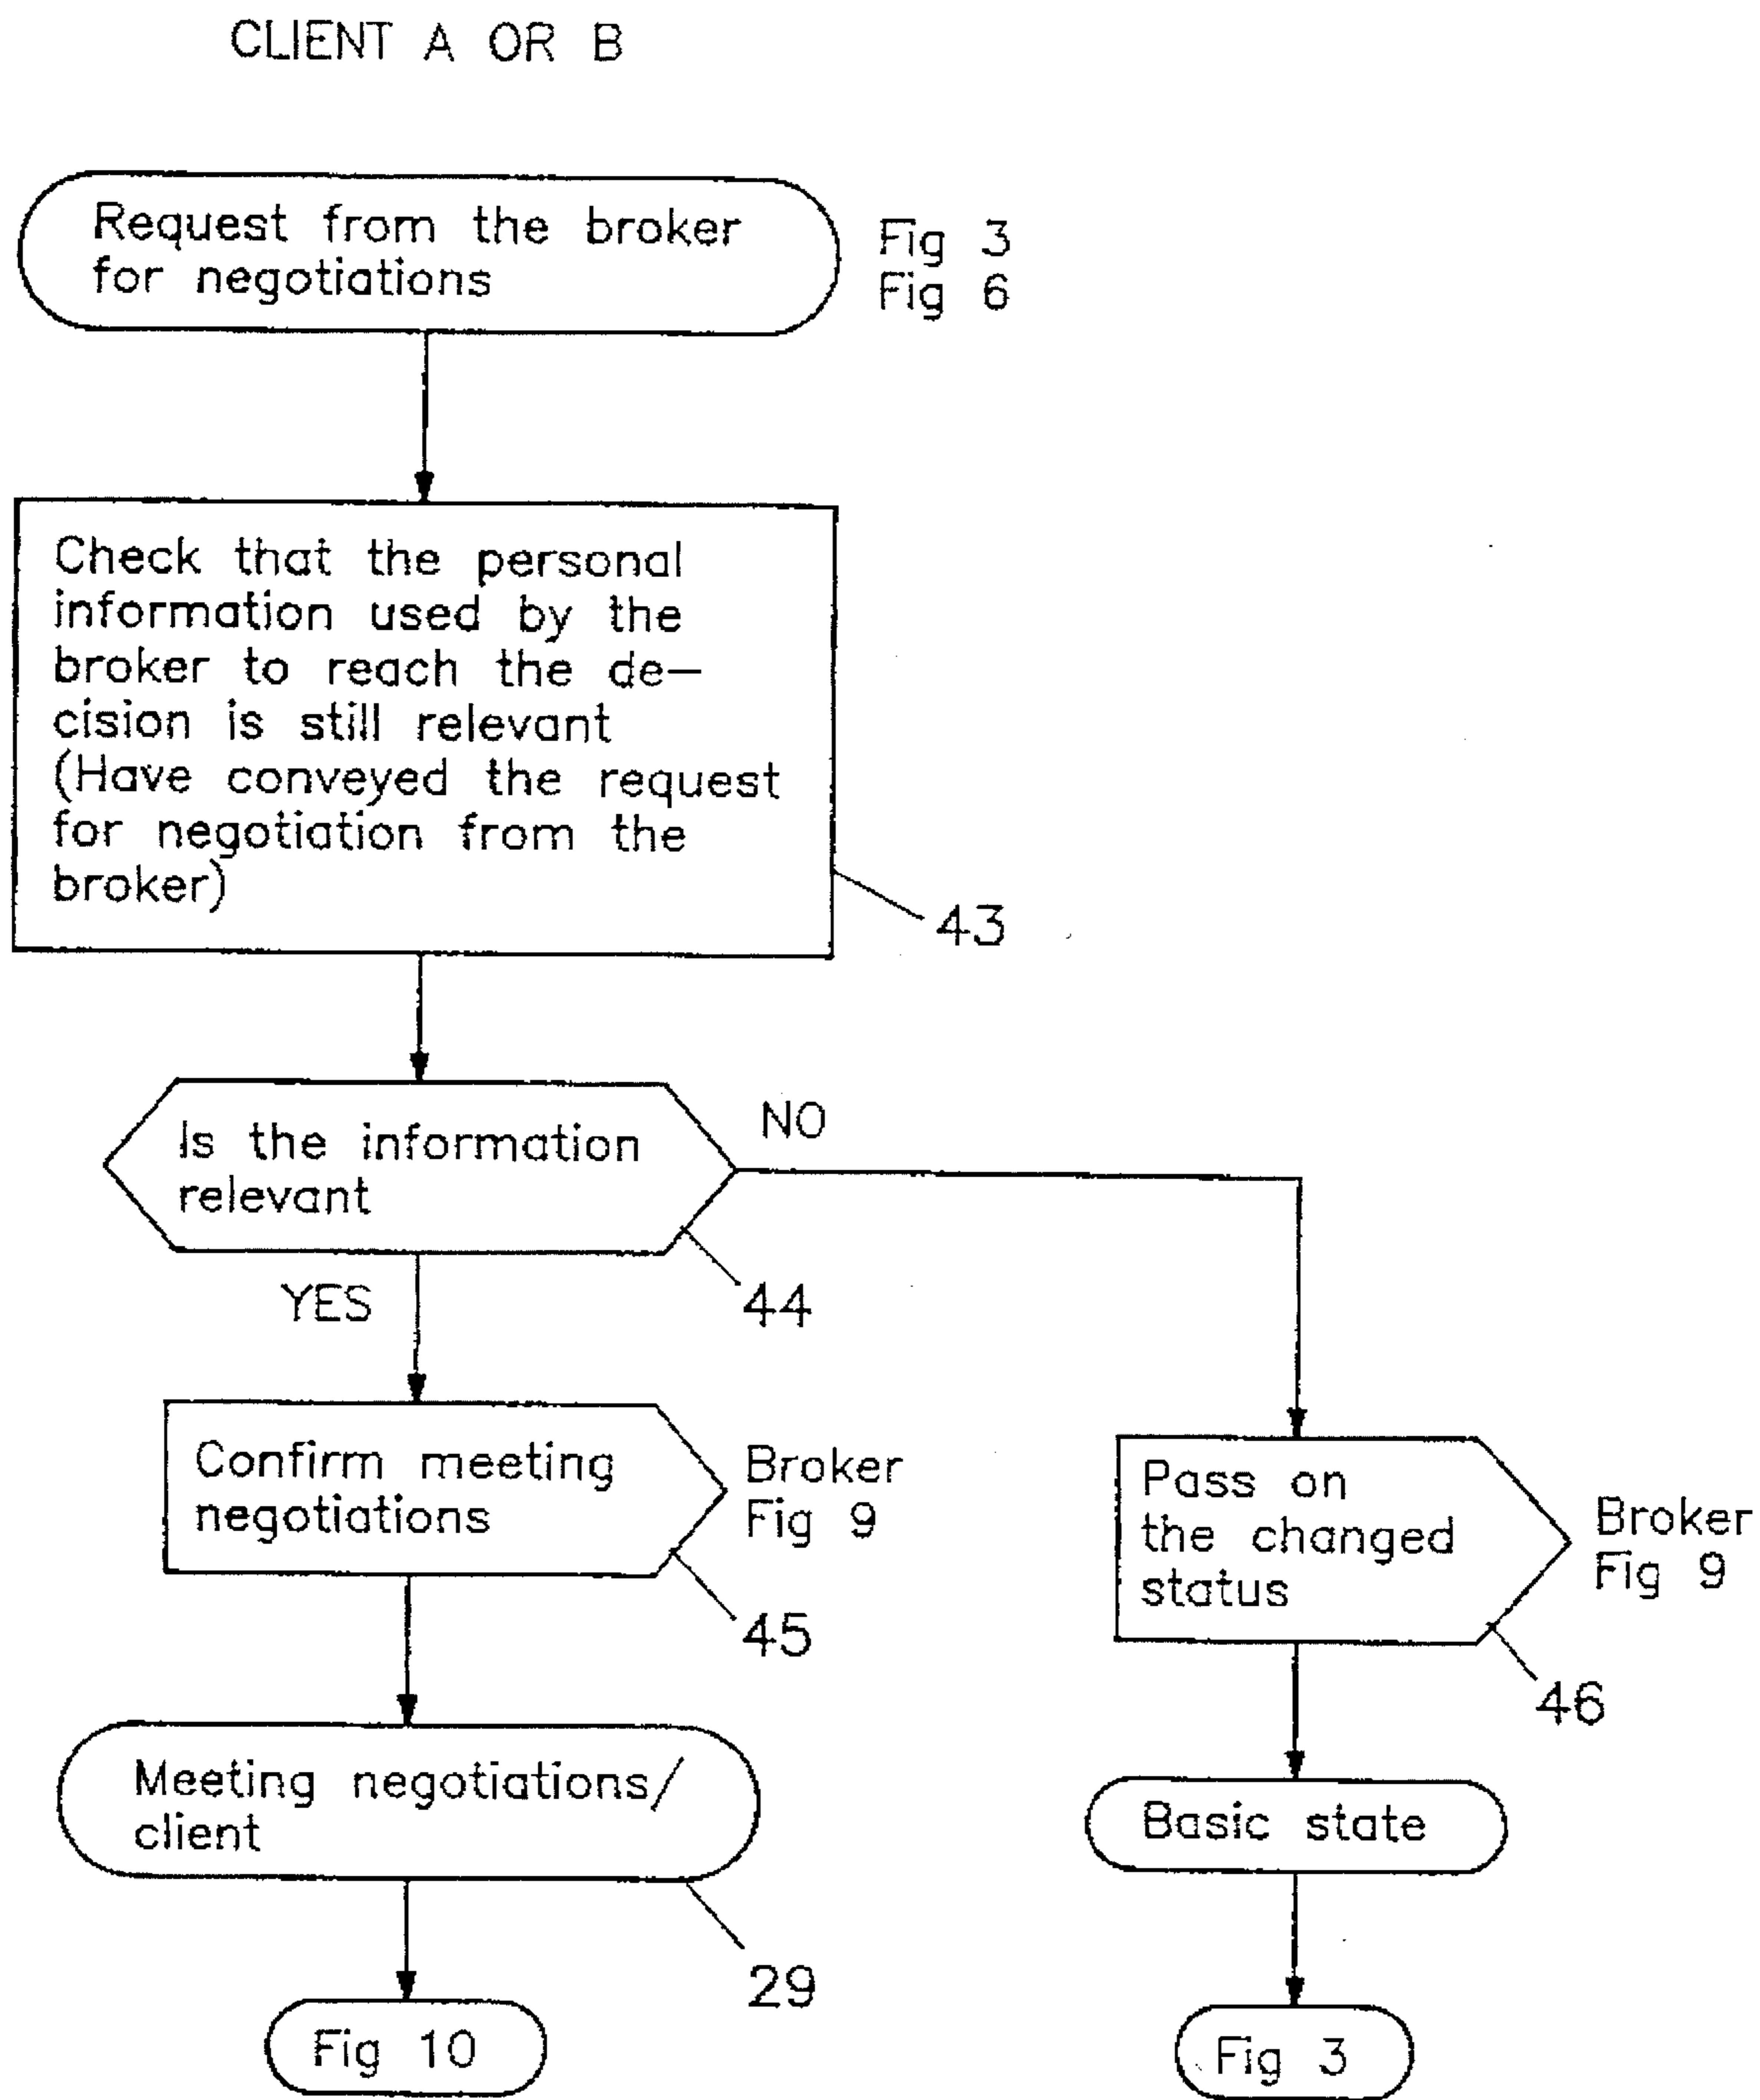 CLIENT A OR B
Request from the broker
for negotiations
Fig 3
Fig 6
Check that the personal
information used by the
broker to reach the de-
cision is still relevant
(Have conveyed the request
for negotiation from the
broker)
43
Is the information
relevant
NO
44
YES
Confirm meeting
negotiations
Broker
Fig 9
45
Pass on
the changed
status
Broker
Fig 9
46
Meeting negotiations/
client
29
Basic state
Fig 10
Fig 3